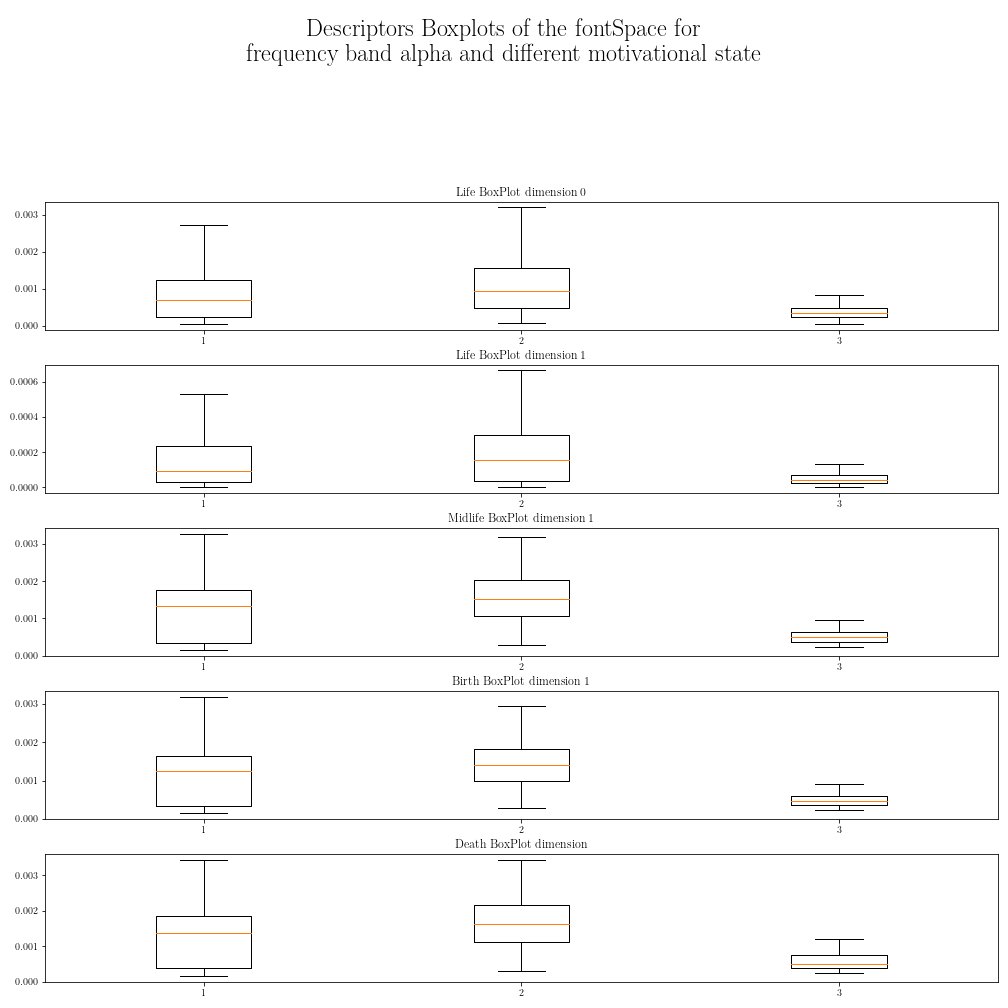 Descriptors Boxplots of the fontSpace for
frequency band alpha and different motivational state
Life BoxPlot dimension 0
0.003
0.002
0.001
0.000
1 2 3
Life BoxPlot dimension 1
0.0006
0.0004
0.0002
0.0000
1 2 3
Midlife BoxPlot dimension 1
0.003
0.002
0.001
0.000
1 2 3
Birth BoxPlot dimension 1
0.003
0.002
0.001
0.000
1 2 3
Death BoxPlot dimension
0.003
0.002
0.001
0.000
1 2 3